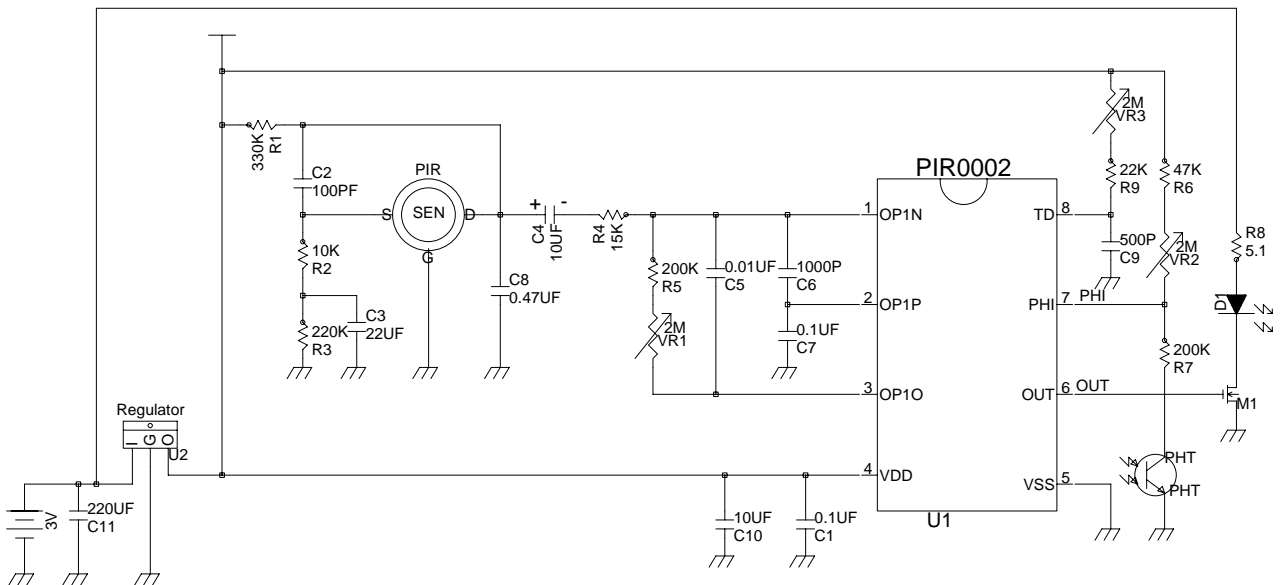 2M
VR3
330K
R1
C2
100PF
PIR
PIR0002
22K
R9
47K
R6
S
SEN
D
G
+
-
C4
10UF
R4
15K
1
OP1N
TD
8
10K
R2
200K
R5
0.01UF
C5
1000P
C6
500P
C9
2M
VR2
R8
5.1
C8
0.47UF
2
OP1P
PHI
7
PHI
D1
C3
22UF
220K
R3
2M
VR1
0.1UF
C7
200K
R7
3
OP1O
OUT
6
OUT
M1
Regulator
I
G
O
U2
4
VDD
VSS
5
PHT
PHT
3V
220UF
C11
10UF
C10
0.1UF
C1
U1